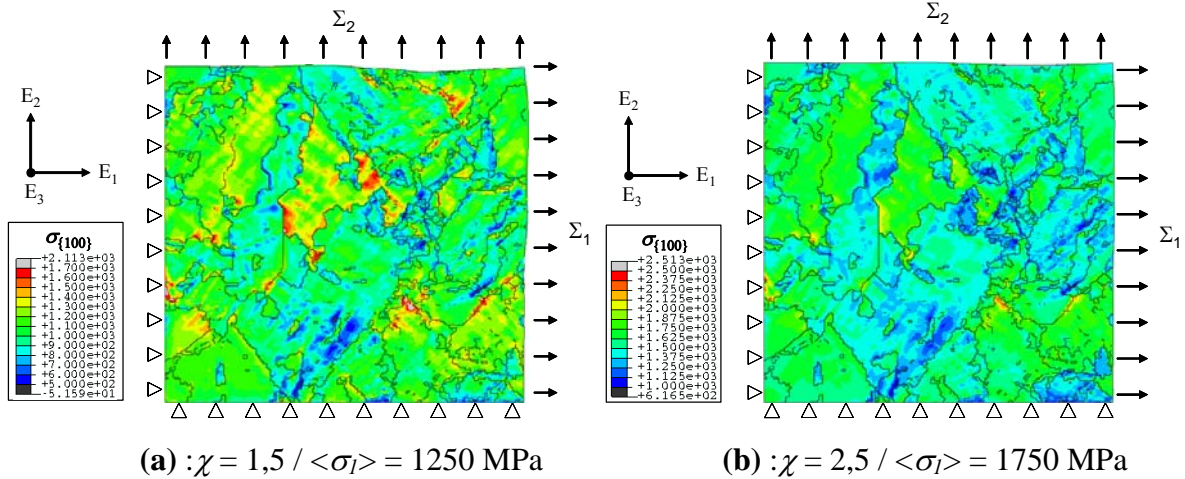 Σ2
E2
E1
E3
σ{100}
+2.113e+03
+1.700e+03
+1.600e+03
+1.500e+03
+1.400e+03
+1.300e+03
+1.200e+03
+1.100e+03
+1.000e+03
+9.000e+02
+8.000e+02
+7.000e+02
+6.000e+02
+5.000e+02
-5.159e+01
Σ1
(a) :χ = 1,5 / <σ1> = 1250 MPa
Σ2
E2
E1
E3
σ{100}
+2.513e+03
+2.500e+03
+2.375e+03
+2.250e+03
+2.125e+03
+2.000e+03
+1.875e+03
+1.750e+03
+1.625e+03
+1.500e+03
+1.375e+03
+1.250e+03
+1.125e+03
+1.000e+03
+6.165e+02
Σ1
(b) :χ = 2,5 / <σ1> = 1750 MPa